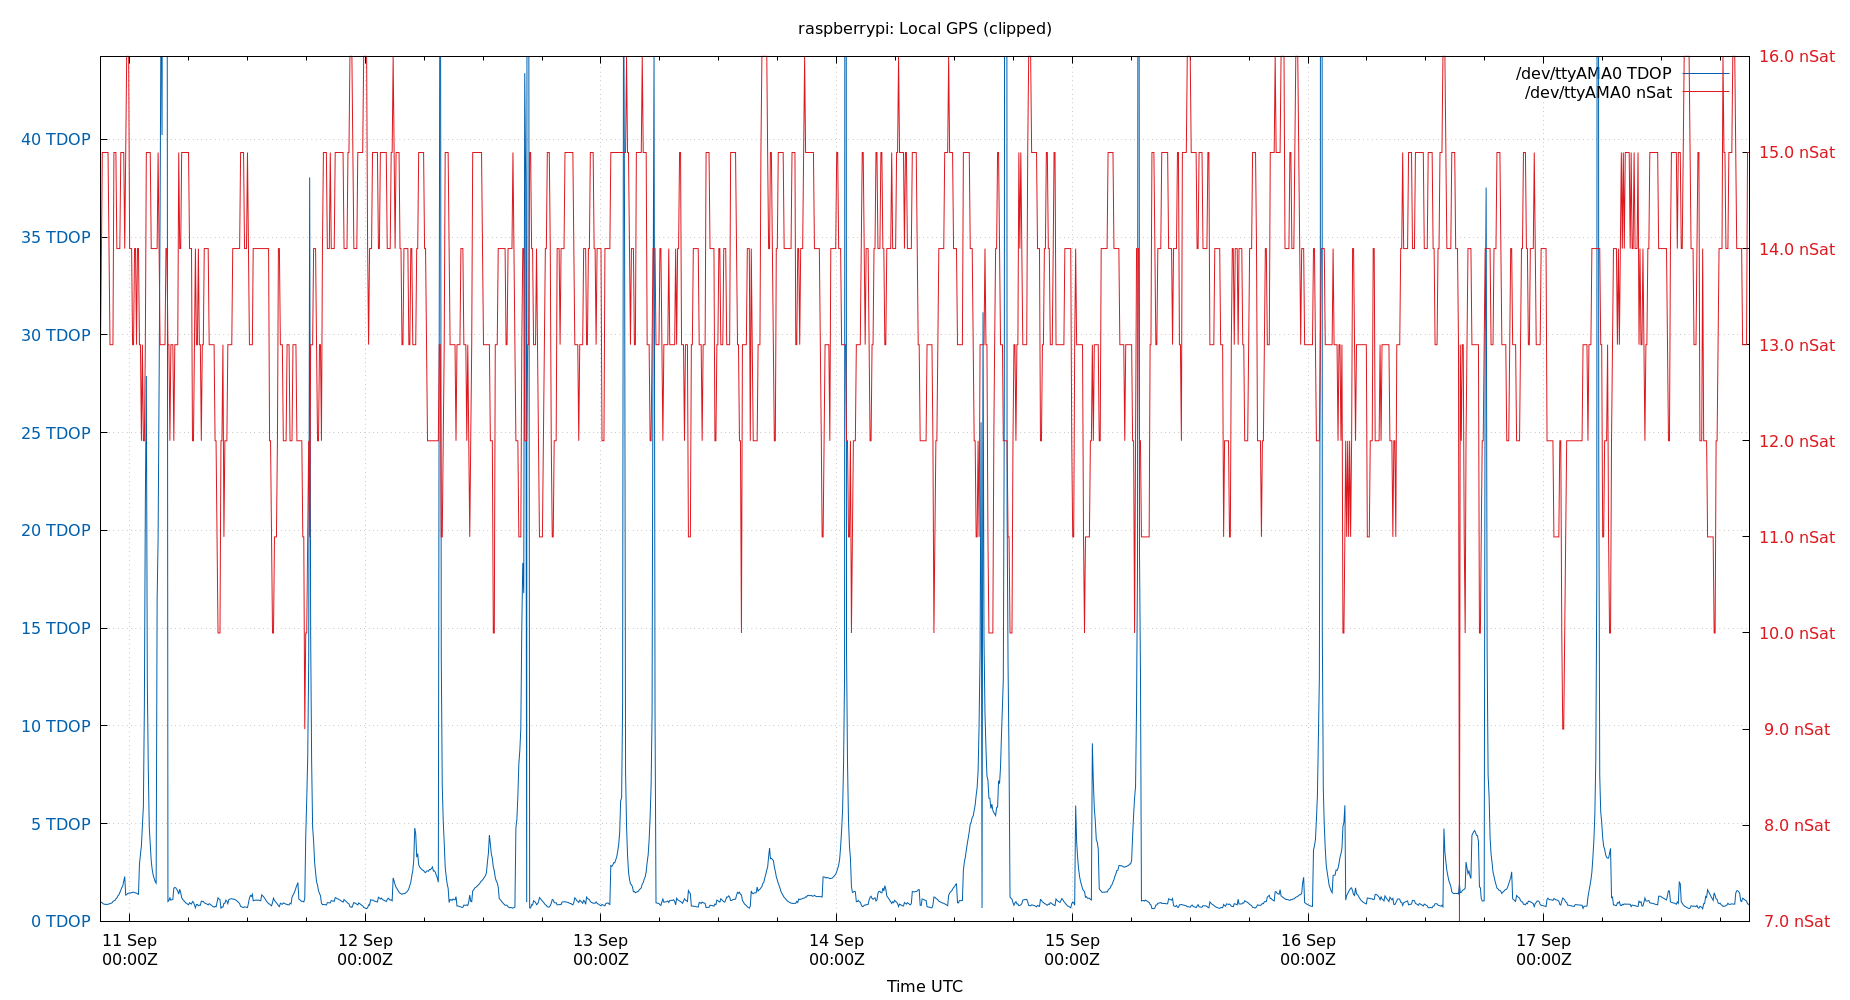 raspberrypi: Local GPS (clipped)
/dev/ttyAMA0 TDOP
/dev/ttyAMA0 nSat
40 TDOP
35 TDOP
30 TDOP
25 TDOP
20 TDOP
15 TDOP
10 TDOP
5 TDOP
0 TDOP
16.0 nSat
15.0 nSat
14.0 nSat
13.0 nSat
12.0 nSat
11.0 nSat
10.0 nSat
9.0 nSat
8.0 nSat
7.0 nSat
11 Sep 12 Sep 13 Sep 14 Sep 15 Sep 16 Sep 17 Sep
00:00Z 00:00Z 00:00Z 00:00Z 00:00Z 00:00Z 00:00Z
Time UTC